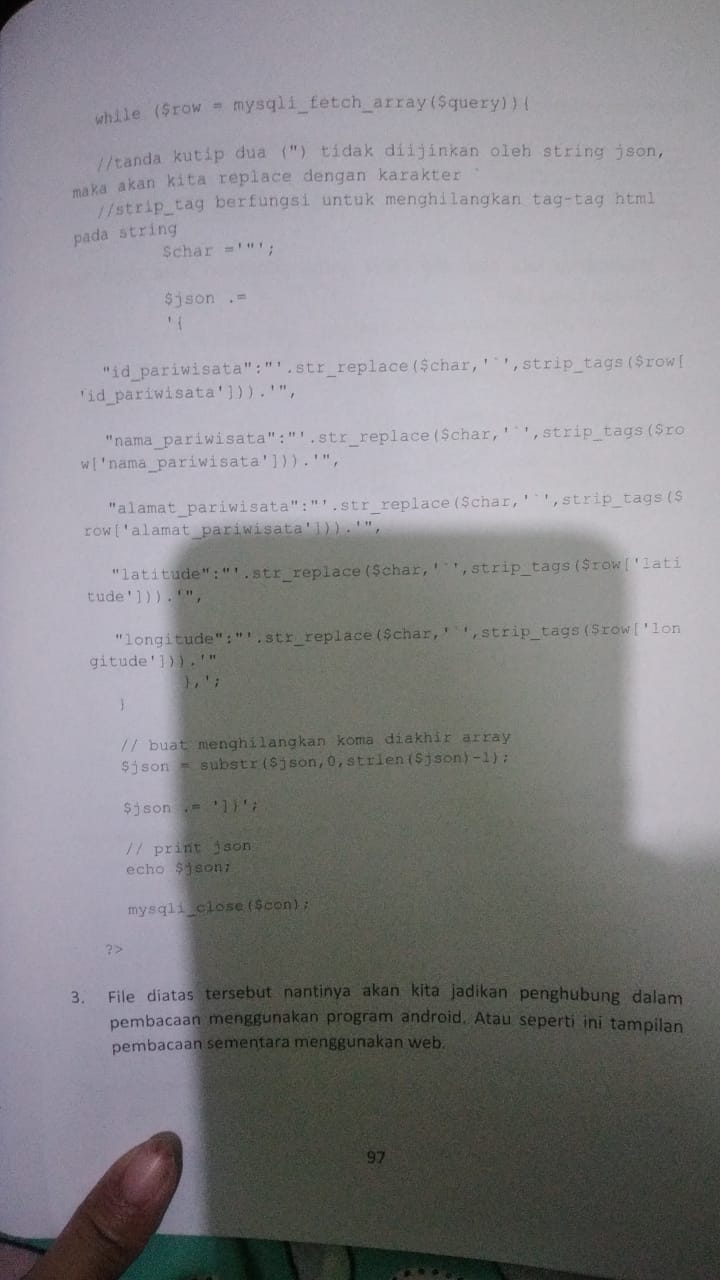 while ($row = mysqli_fetch_array($query)){
//tanda kutip dua (") tidak diijinkan oleh string json,
maka akan kita replace dengan karakter `
//strip_tag berfungsi untuk menghilangkan tag-tag html
pada string
$char ='"';
$json .=
'{
"id_pariwisata":"'.str_replace($char,'`',strip_tags($row[
'id_pariwisata'])).'",
"nama_pariwisata":"'.str_replace($char,'`',strip_tags($ro
w['nama_pariwisata'])).'",
"alamat_pariwisata":"'.str_replace($char,'`',strip_tags($
row['alamat_pariwisata'])).'",
"latitude":"'.str_replace($char,'`',strip_tags($row['lati
tude'])).'",
"longitude":"'.str_replace($char,'`',strip_tags($row['lon
gitude'])).'"
},';
}
// buat menghilangkan koma diakhir array
$json = substr($json,0,strlen($json)-1);
$json .= ']}';
// print json
echo $json;
mysqli_close($con);
?>
3. File diatas tersebut nantinya akan kita jadikan penghubung dalam
pembacaan menggunakan program android. Atau seperti ini tampilan
pembacaan sementara menggunakan web.
97